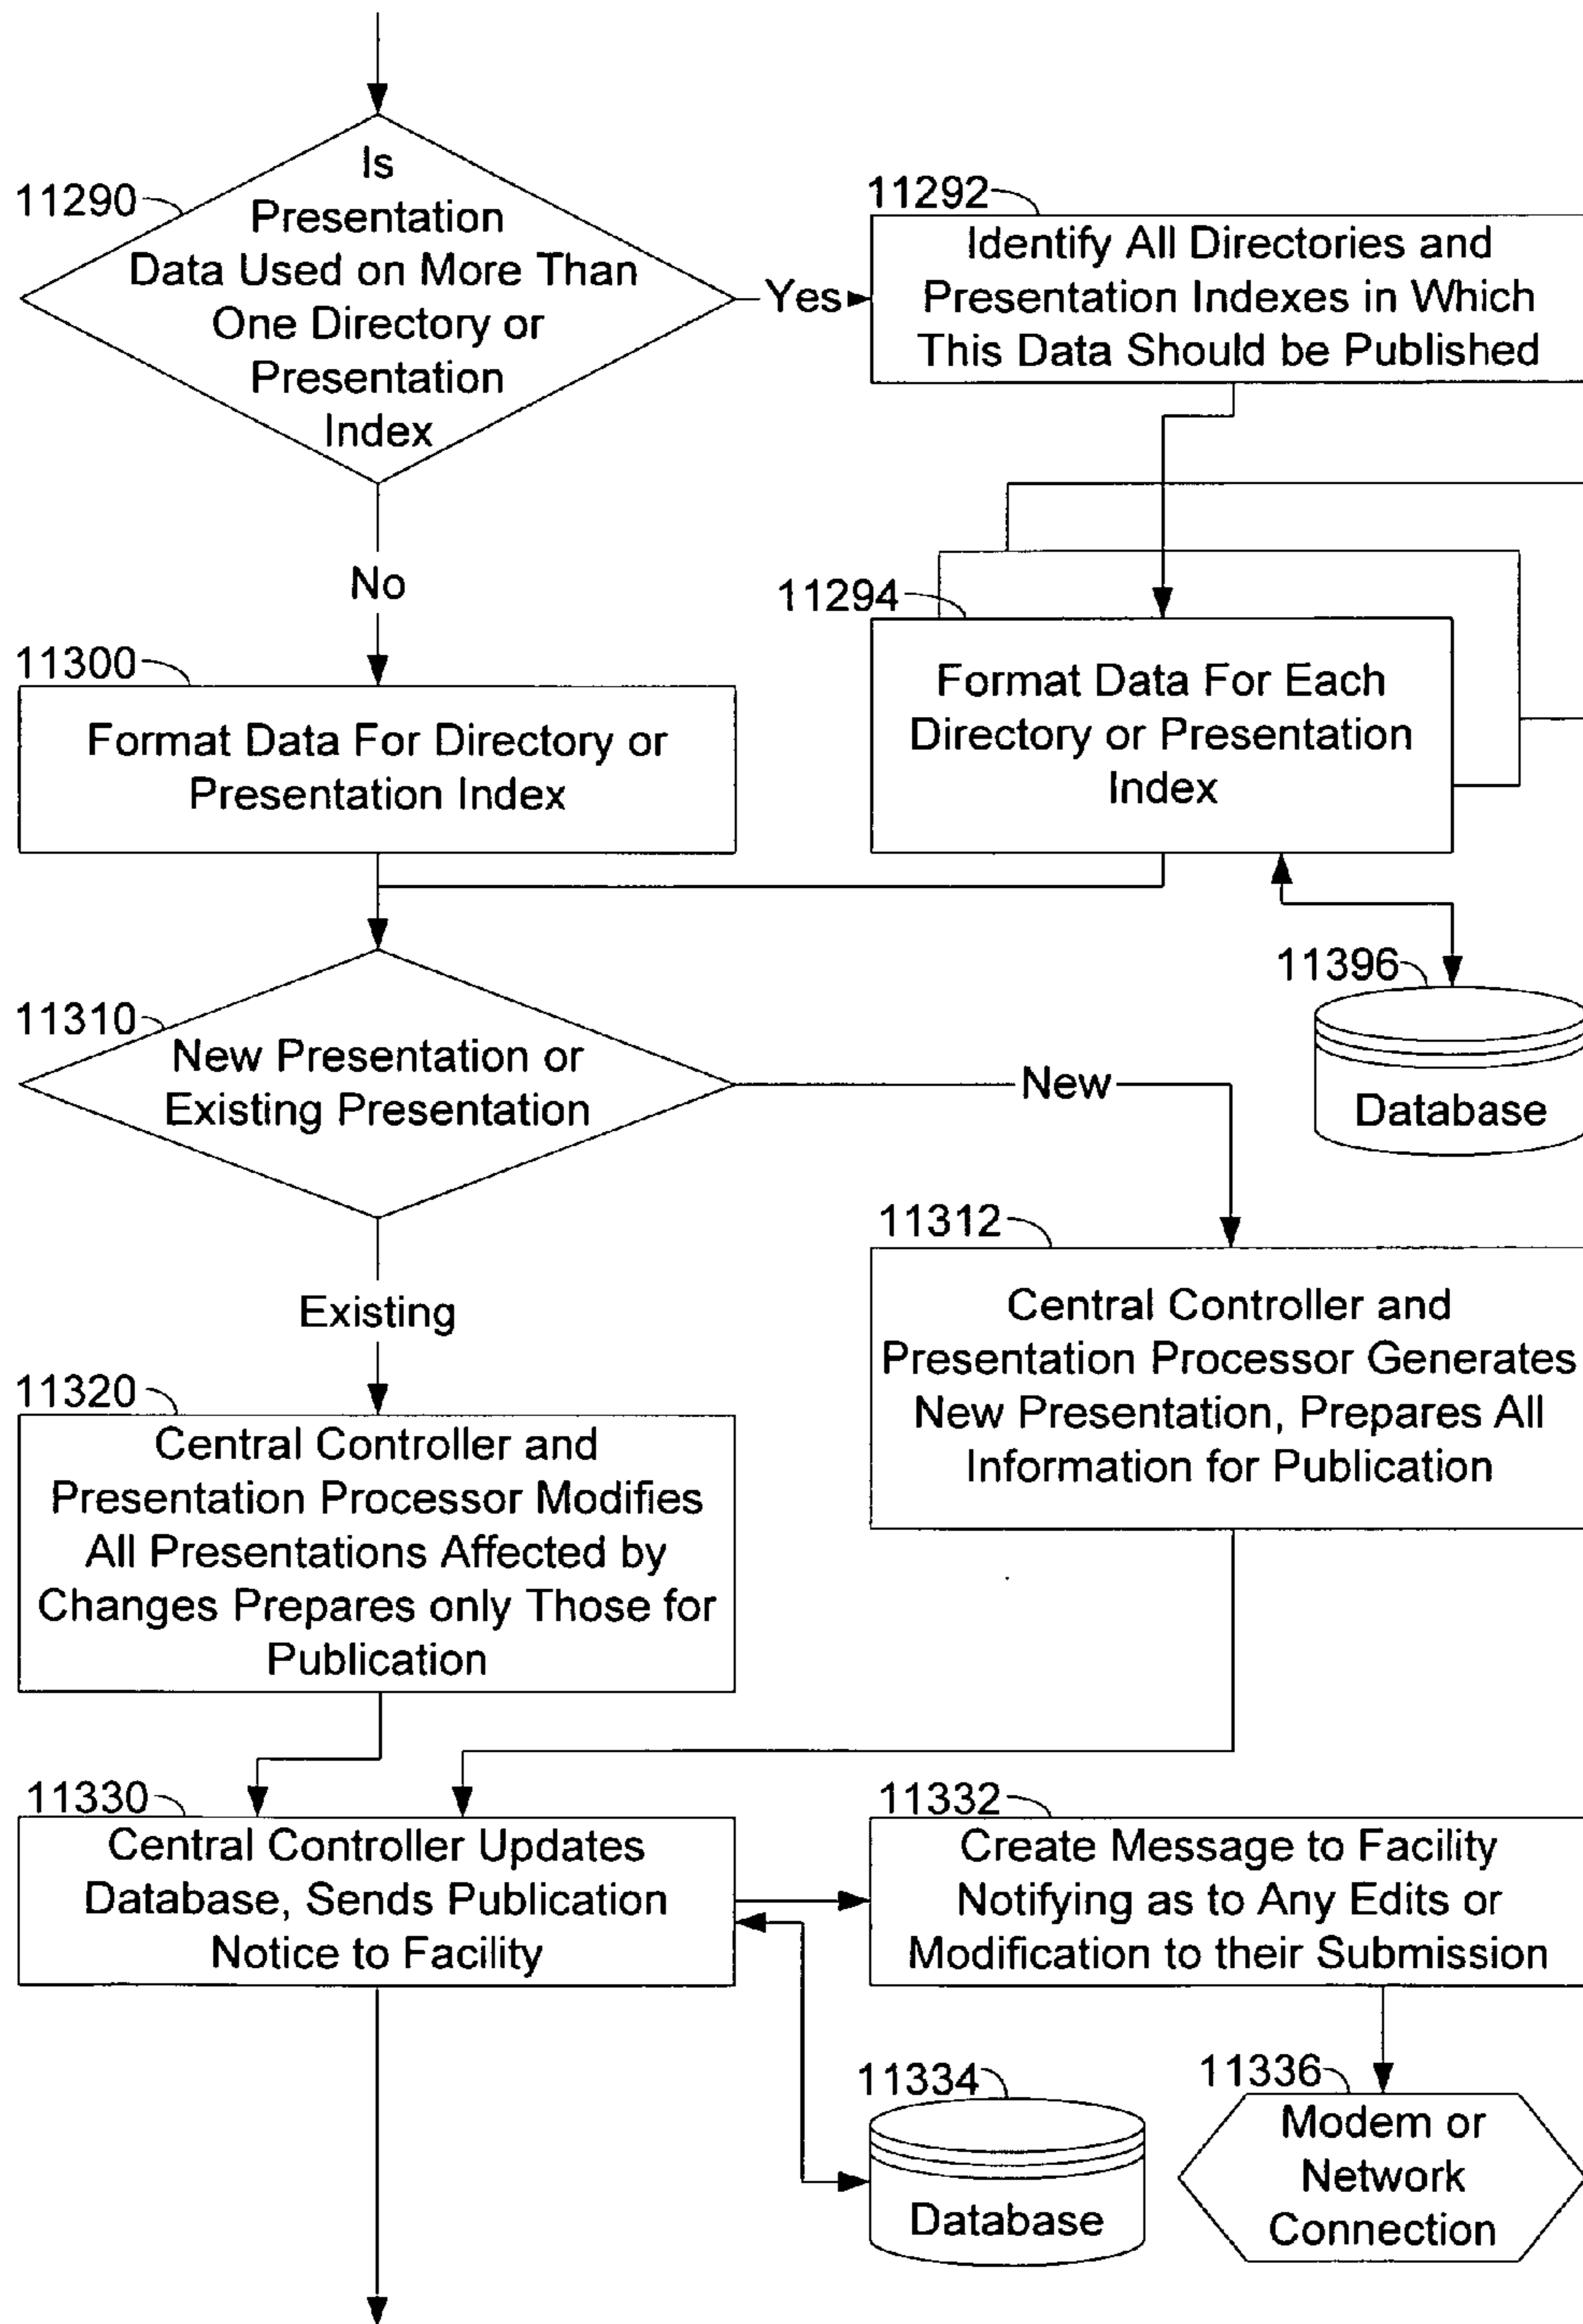 11290
Is
Presentation
Data Used on More Than
One Directory or
Presentation
Index
Yes
11292
Identify All Directories and
Presentation Indexes in Which
This Data Should be Published
No
11294
Format Data For Each
Directory or Presentation
Index
11300
Format Data For Directory or
Presentation Index
11396
Database
11310
New Presentation or
Existing Presentation
New
11312
Central Controller and
Presentation Processor Generates
New Presentation, Prepares All
Information for Publication
Existing
11320
Central Controller and
Presentation Processor Modifies
All Presentations Affected by
Changes Prepares only Those for
Publication
11330
Central Controller Updates
Database, Sends Publication
Notice to Facility
11332
Create Message to Facility
Notifying as to Any Edits or
Modification to their Submission
11334
Database
11336
Modem or
Network
Connection